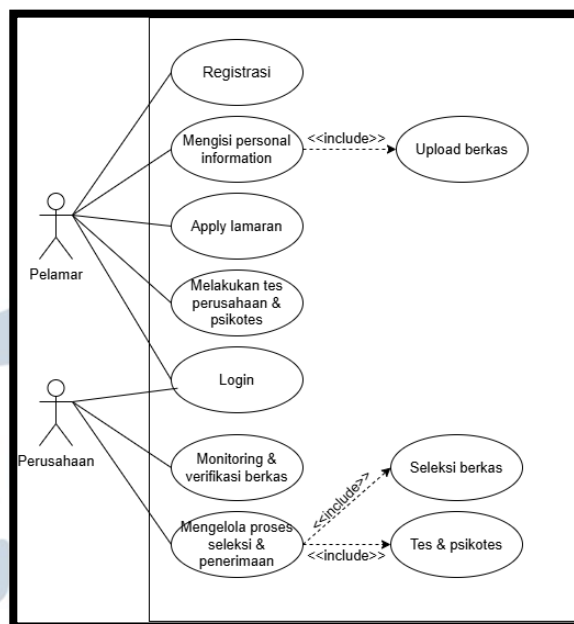 Registrasi
Mengisi personal
information
<<include>>
Upload berkas
Apply lamaran
Pelamar
Melakukan tes
perusahaan &
psikotes
Login
Perusahaan
Monitoring &
verifikasi berkas
<<include>>
Seleksi berkas
Mengelola proses
seleksi &
penerimaan
<<include>>
Tes & psikotes